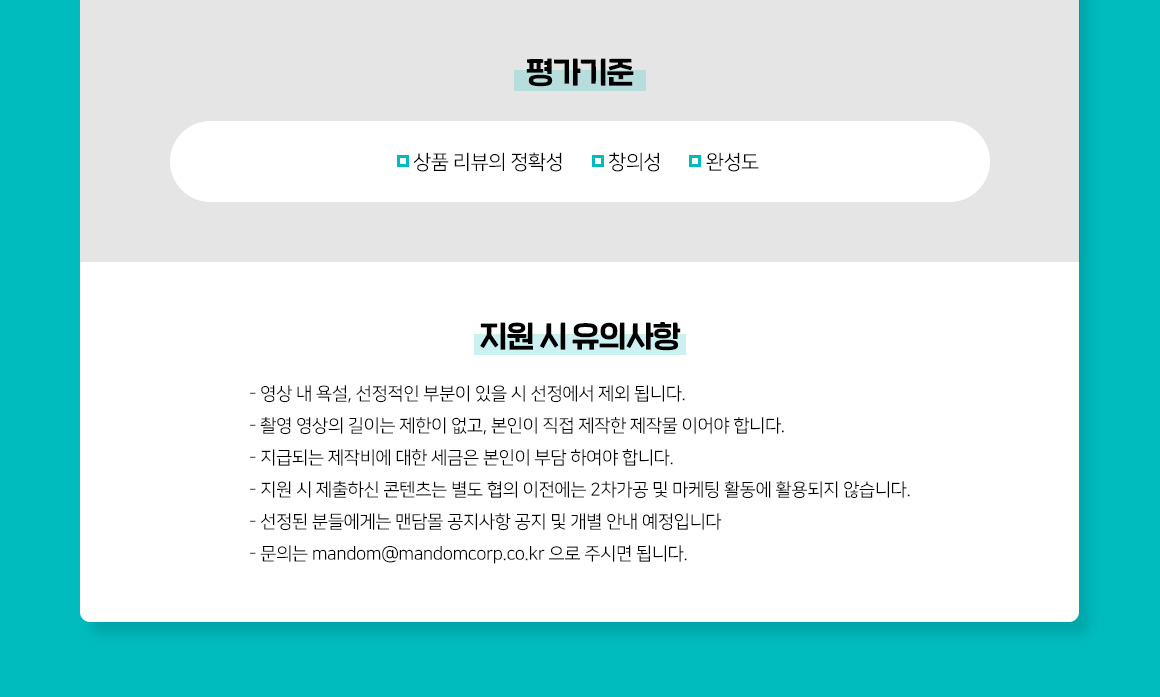 평가기준
상품 리뷰의 정확성 창의성 완성도
지원 시 유의사항
- 영상 내 욕설, 선정적인 부분이 있을 시 선정에서 제외 됩니다.
- 촬영 영상의 길이는 제한이 없고, 본인이 직접 제작한 제작물 이어야 합니다.
- 지급되는 제작비에 대한 세금은 본인이 부담 하여야 합니다.
- 지원 시 제출하신 콘텐츠는 별도 협의 이전에는 2차가공 및 마케팅 활동에 활용되지 않습니다.
- 선정된 분들에게는 맨담몰 공지사항 공지 및 개별 안내 예정입니다
- 문의는 mandom@mandomcorp.co.kr 으로 주시면 됩니다.